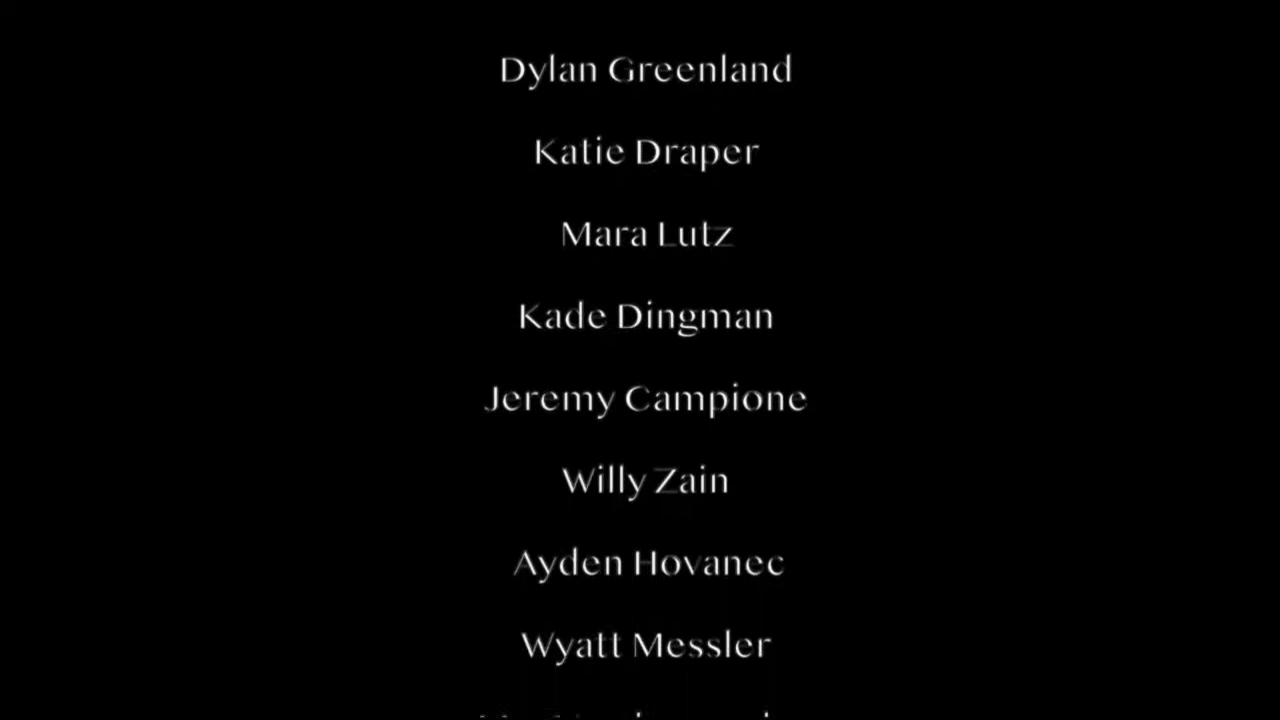 Dylan Greenland
Katie Draper
Mara Lutz
Kade Dingman
Jeremy Campione
Willy Zain
Ayden Hovanec
Wyatt Messler